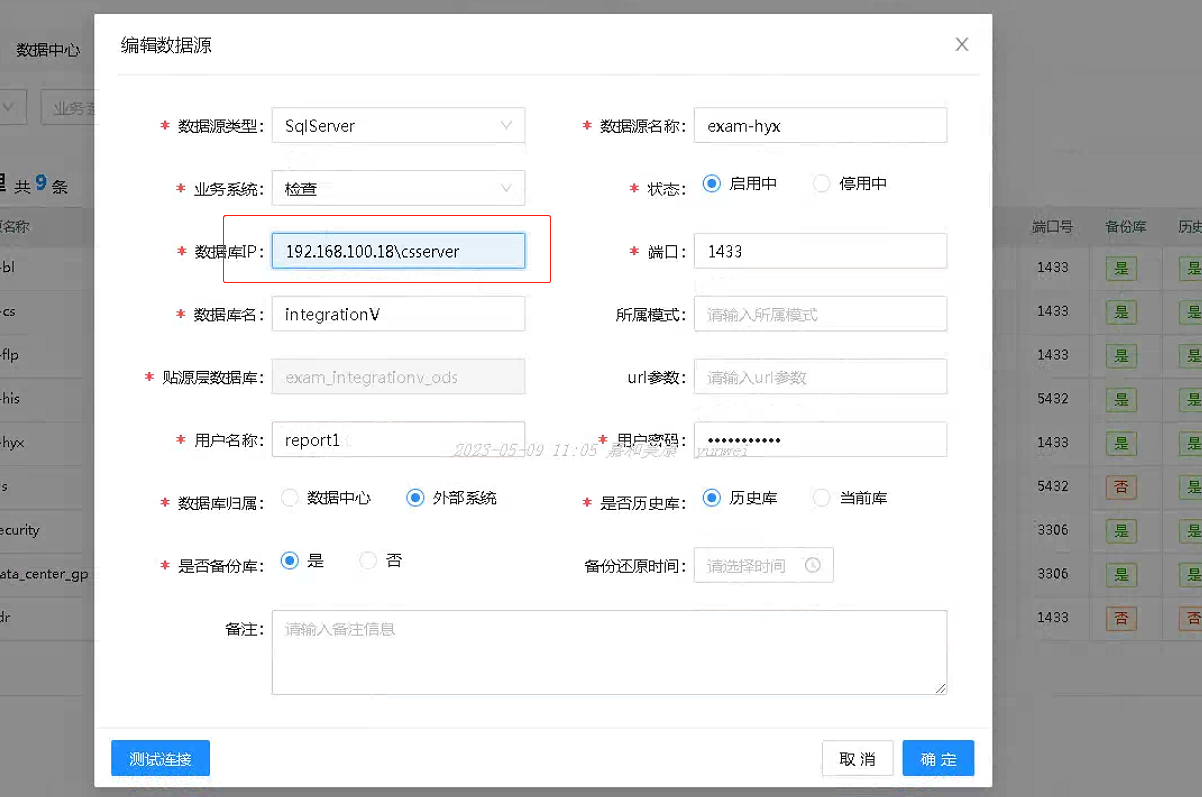 数据中心
编辑数据源
* 数据源类型: SqlServer
* 数据源名称: exam-hyx
* 业务系统: 检查
* 状态: 启用中 停用中
* 数据库IP: 192.168.100.18\csserver
* 端口: 1433
* 数据库名: integrationV
所属模式: 请输入所属模式
* 贴源层数据库: exam_integrationv_ods
url参数: 请输入url参数
* 用户名称: report1
* 用户密码: •••••••••••
2023-05-09 11:05 嘉和美康 yunwei
* 数据库归属: 数据中心 外部系统
* 是否历史库: 历史库 当前库
* 是否备份库: 是 否
备份还原时间: 请选择时间
备注: 请输入备注信息
测试连接
取 消
确 定
业务系
共 9 条
名称 端口号 备份库 历史
-bl 1433 是 是
-cs 1433 是 是
-flp 1433 是 是
-his 5432 是 是
-hyx 1433 是 是
s 5432 否 是
ecurity 3306 是 是
ata_center_gp 3306 是 是
dr 1433 否 否